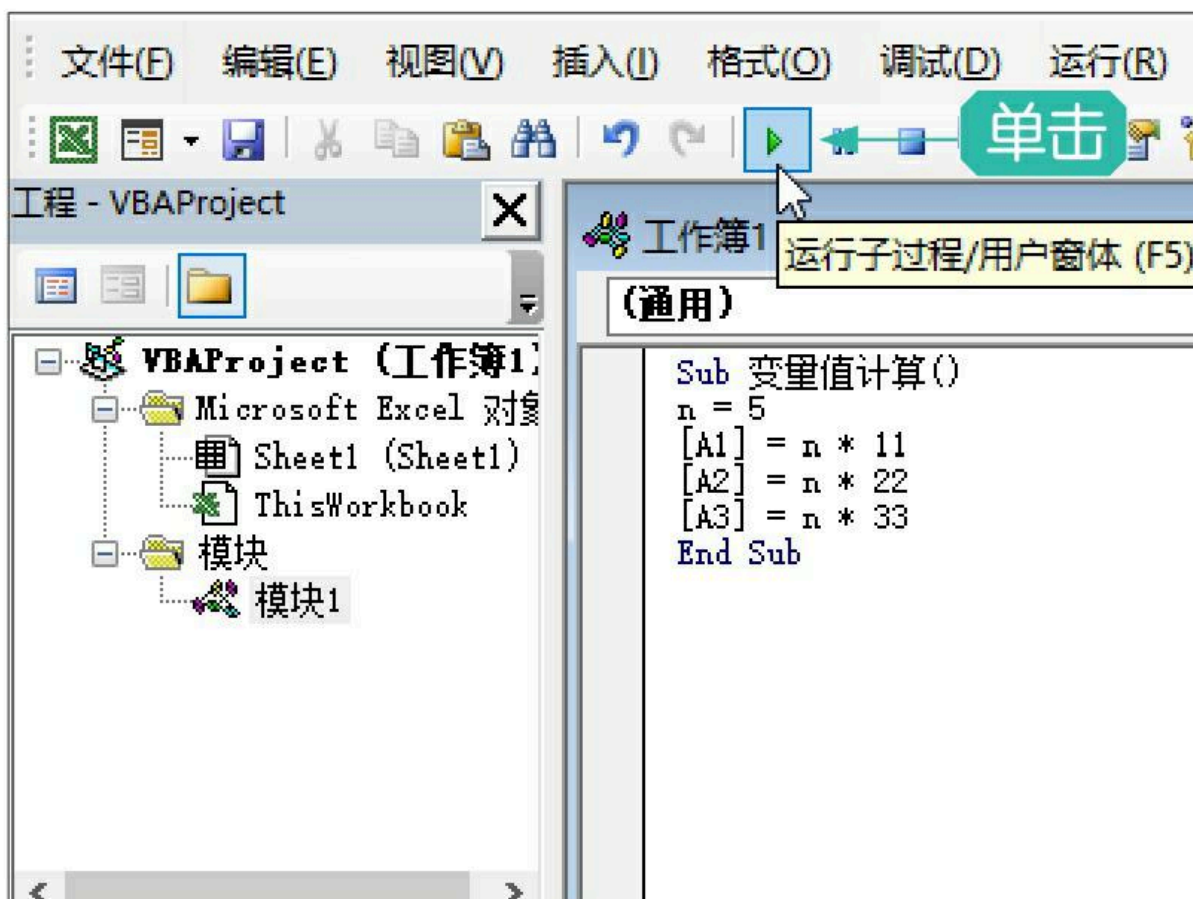 文件(F) 编辑(E) 视图(V) 插入(I) 格式(O) 调试(D) 运行(R)
单击
工程 - VBAProject
工作簿1
运行子过程/用户窗体 (F5)
(通用)
VBAProject (工作簿1)
Microsoft Excel 对象
Sheet1 (Sheet1)
ThisWorkbook
模块
模块1
Sub 变量值计算()
n = 5
[A1] = n * 11
[A2] = n * 22
[A3] = n * 33
End Sub